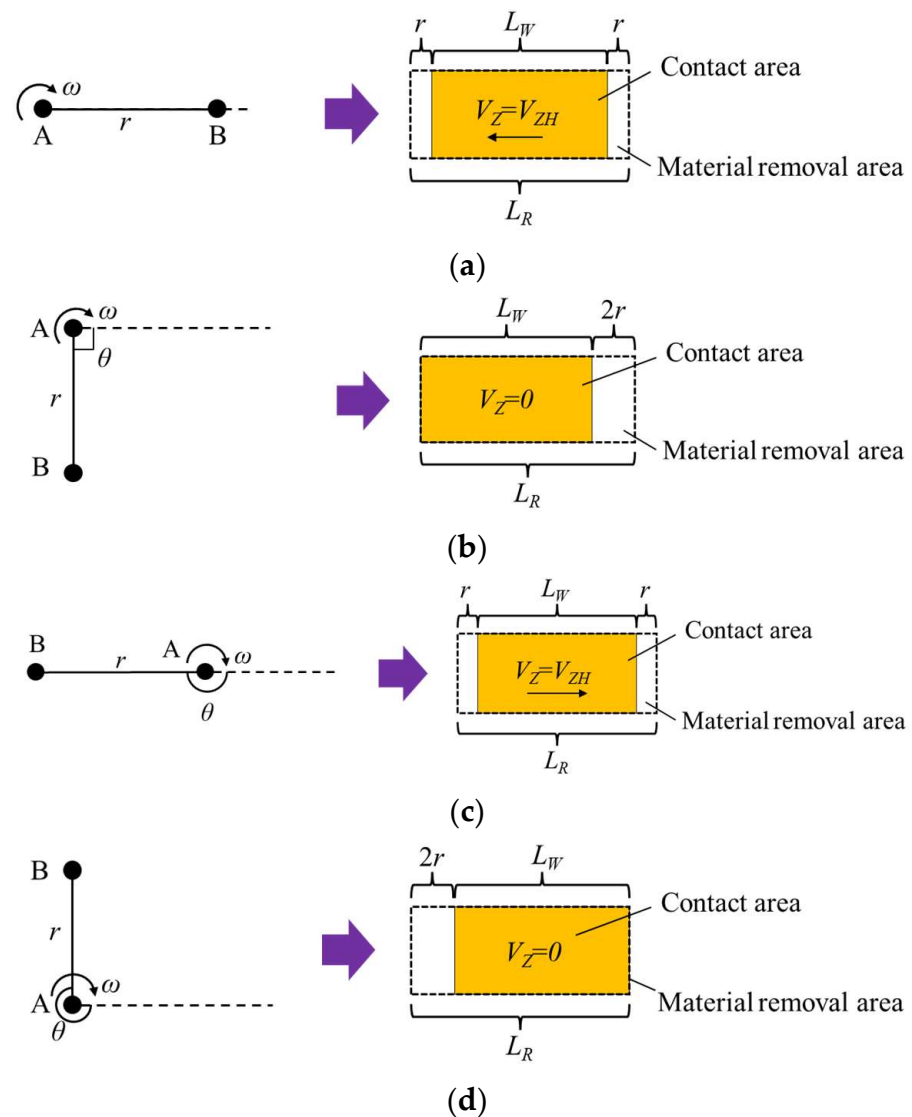 r L_W r
ω
Contact area
V_Z=V_ZH
r
A B
Material removal area
L_R
(a)
L_W 2r
A ω
Contact area
θ
r
V_Z=0
Material removal area
B
L_R
(b)
r L_W r
B r A ω
Contact area
V_Z=V_ZH
θ
Material removal area
L_R
(c)
2r L_W
B
Contact area
r
V_Z=0
ω
A
Material removal area
θ
L_R
(d)